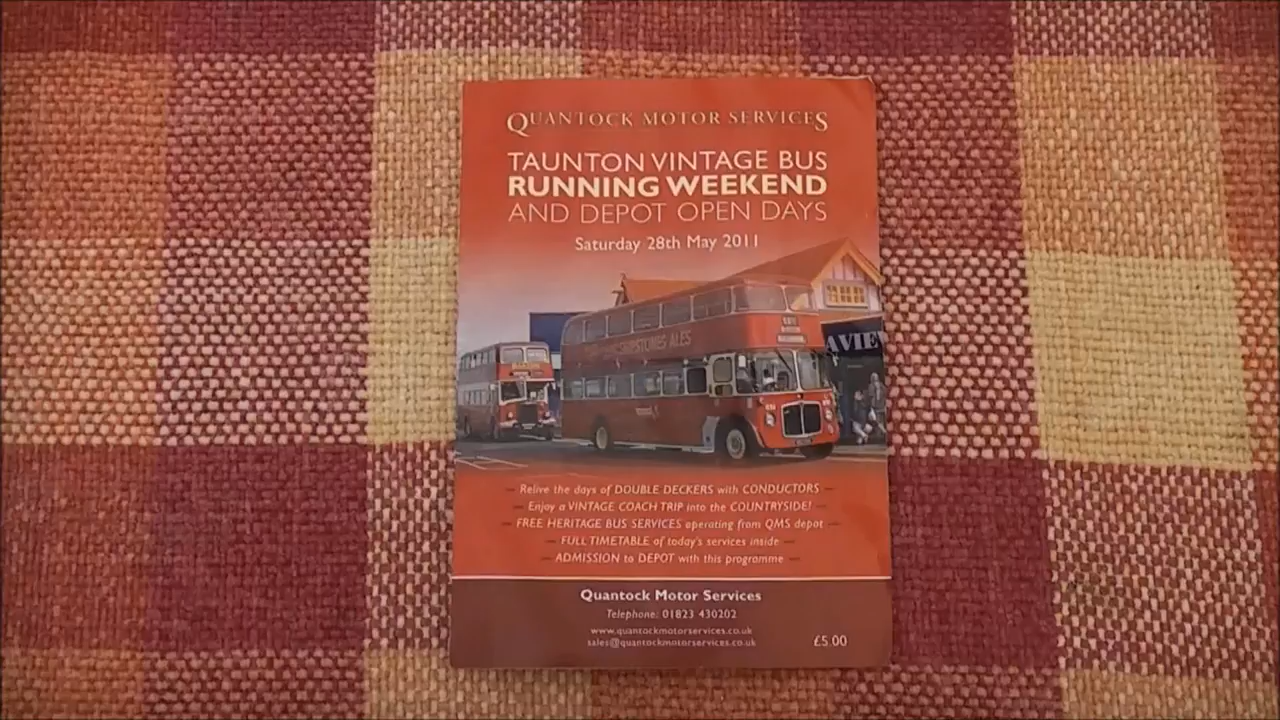 QUANTOCK MOTOR SERVICES
TAUNTON VINTAGE BUS
RUNNING WEEKEND
AND DEPOT OPEN DAYS
Saturday 28th May 2011
SHIPSTONES ALES
AVIE
— Relive the days of DOUBLE DECKERS with CONDUCTORS —
— Enjoy a VINTAGE COACH TRIP into the COUNTRYSIDE! —
— FREE HERITAGE BUS SERVICES operating from QMS depot —
— FULL TIMETABLE of today's services inside —
— ADMISSION to DEPOT with this programme —
Quantock Motor Services
Telephone: 01823 430202
www.quantockmotorservices.co.uk
sales@quantockmotorservices.co.uk
£5.00